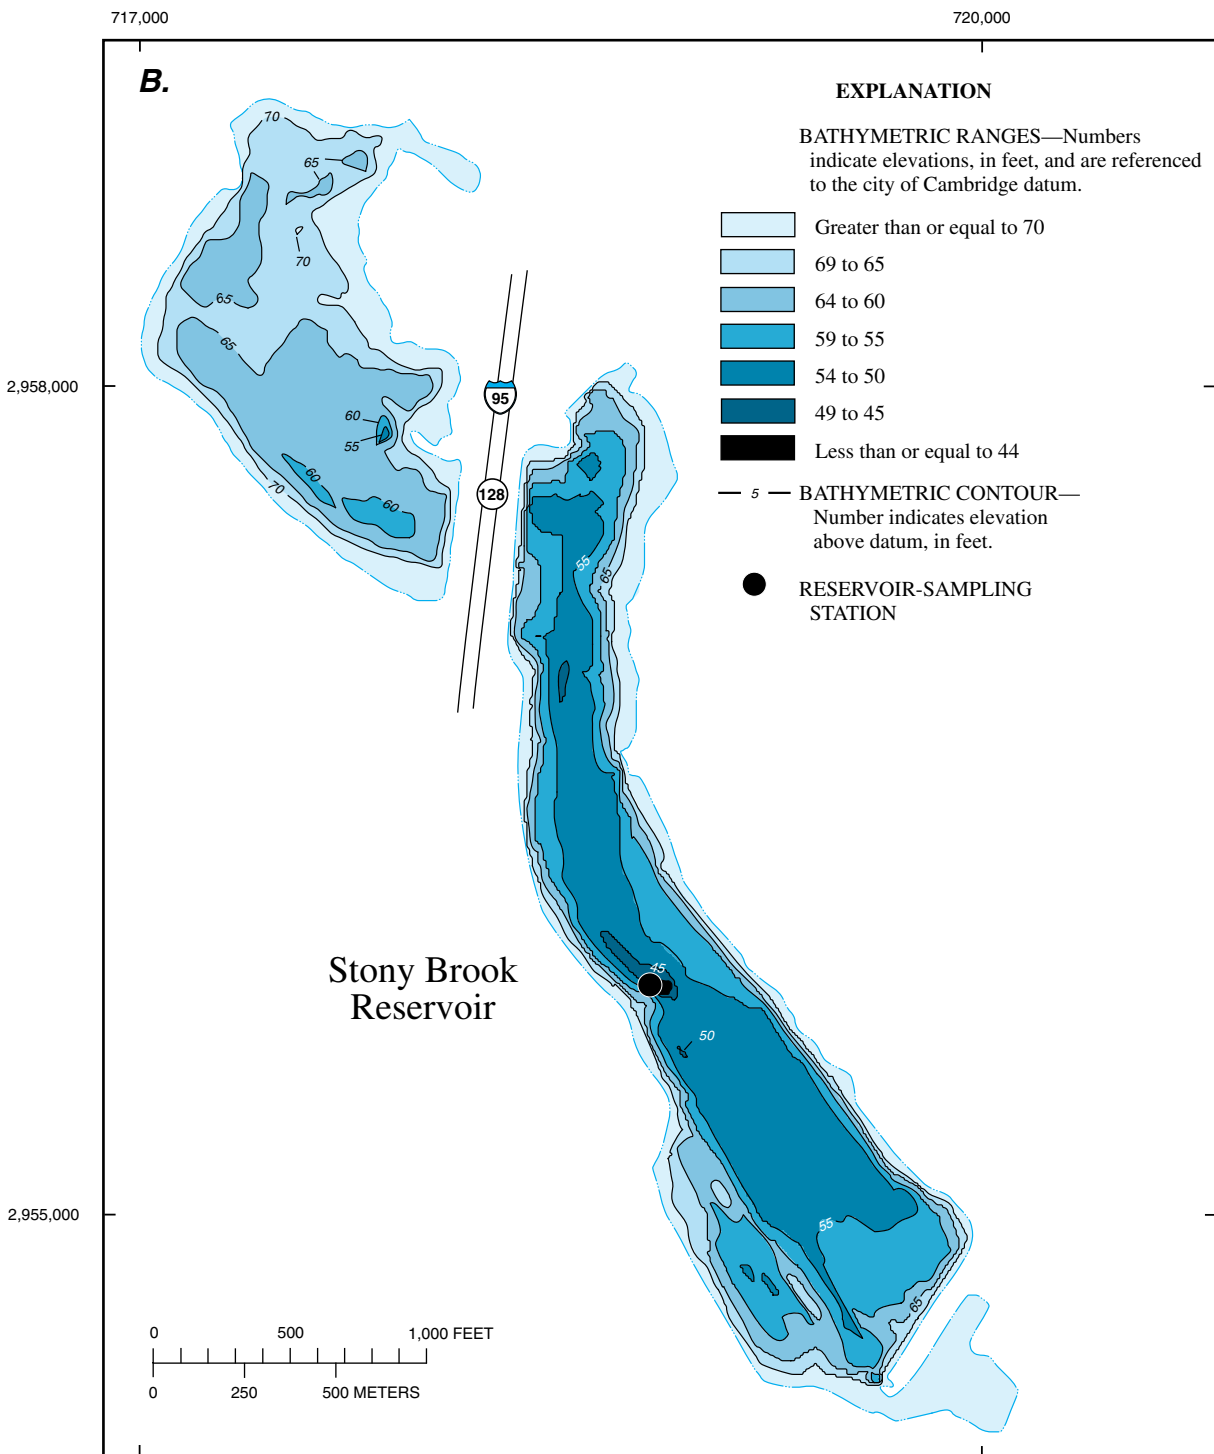 717,000
720,000
B.
EXPLANATION
BATHYMETRIC RANGES—Numbers
indicate elevations, in feet, and are referenced
to the city of Cambridge datum.
Greater than or equal to 70
69 to 65
64 to 60
59 to 55
54 to 50
49 to 45
Less than or equal to 44
— 5 — BATHYMETRIC CONTOUR—
Number indicates elevation
above datum, in feet.
RESERVOIR-SAMPLING
STATION
70
65
70
65
65
2,958,000
95
60
55
60
70
60
128
55
65
Stony Brook
Reservoir
45
50
2,955,000
55
65
0
500
1,000 FEET
0
250
500 METERS